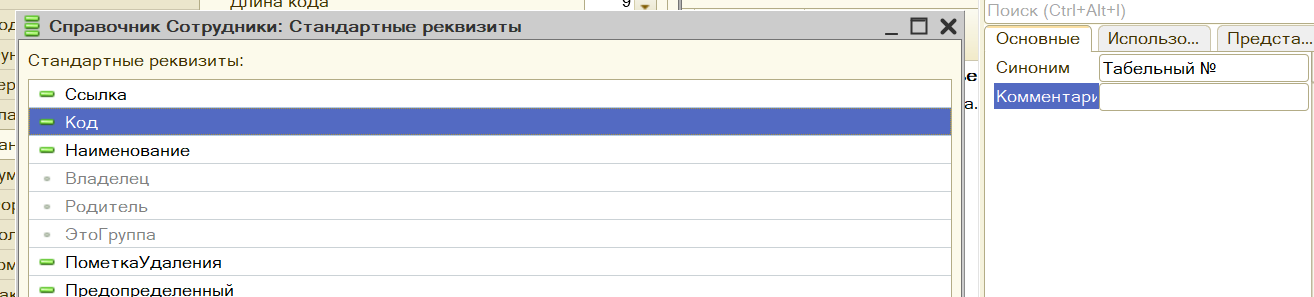 Длина кода 9
Справочник Сотрудники: Стандартные реквизиты
Стандартные реквизиты:
Ссылка
Код
Наименование
Владелец
Родитель
ЭтоГруппа
ПометкаУдаления
Предопределенный
Поиск (Ctrl+Alt+I)
Основные Использо... Предста...
Синоним Табельный №
Комментари